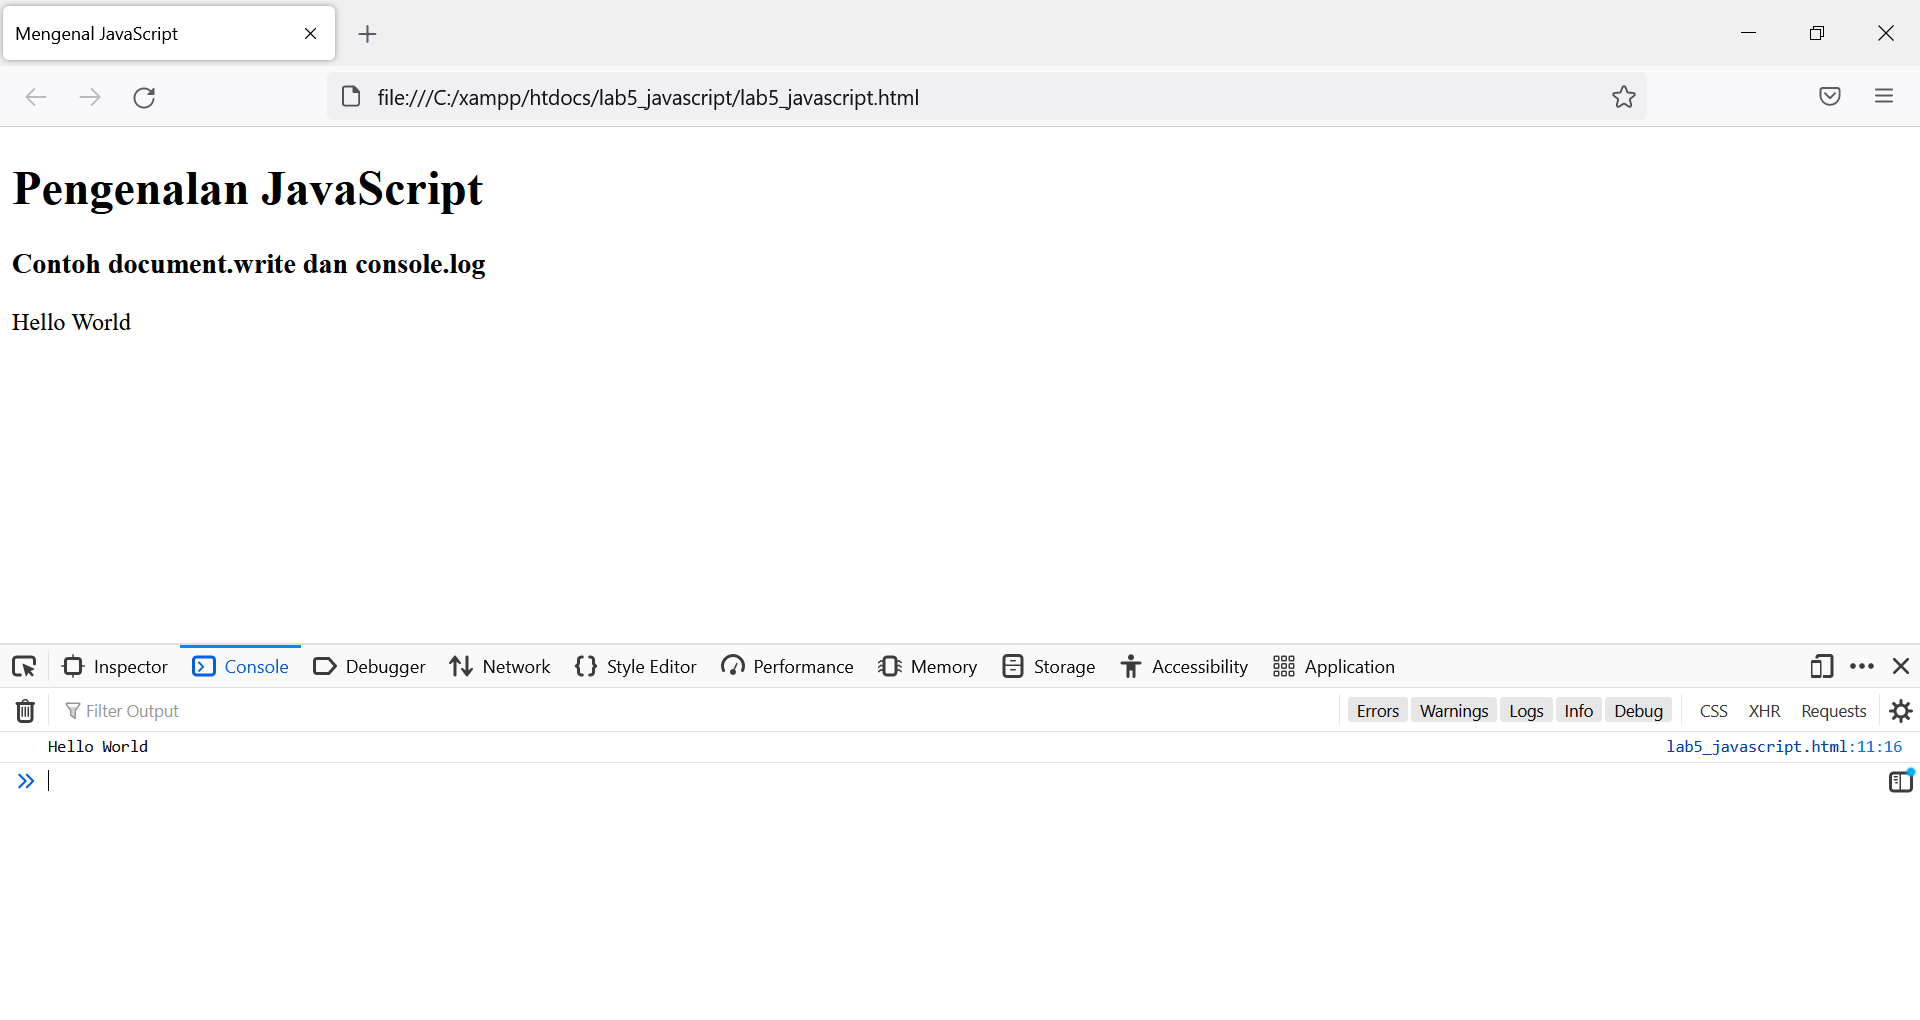 Mengenal JavaScript
file:///C:/xampp/htdocs/lab5_javascript/lab5_javascript.html
Pengenalan JavaScript
Contoh document.write dan console.log
Hello World
Inspector Console Debugger Network Style Editor Performance Memory Storage Accessibility Application
Filter Output Errors Warnings Logs Info Debug CSS XHR Requests
Hello World lab5_javascript.html:11:16